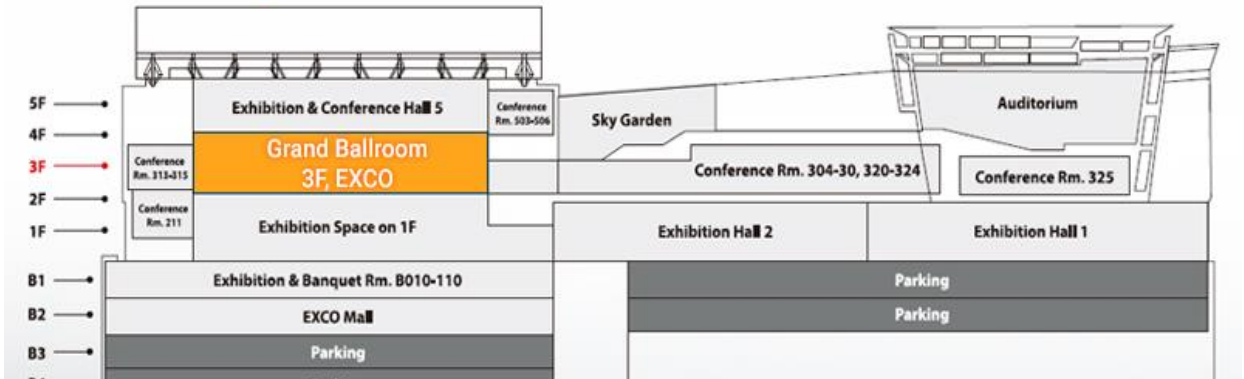 5F
Exhibition & Conference Hall 5
Conference
Rm. 503-506
Sky Garden
Auditorium
4F
3F
Conference
Rm. 313-315
Grand Ballroom
3F, EXCO
Conference Rm. 304-30, 320-324
Conference Rm. 325
2F
Conference
Rm. 211
1F
Exhibition Space on 1F
Exhibition Hall 2
Exhibition Hall 1
B1
Exhibition & Banquet Rm. B010-110
Parking
B2
EXCO Mall
Parking
B3
Parking